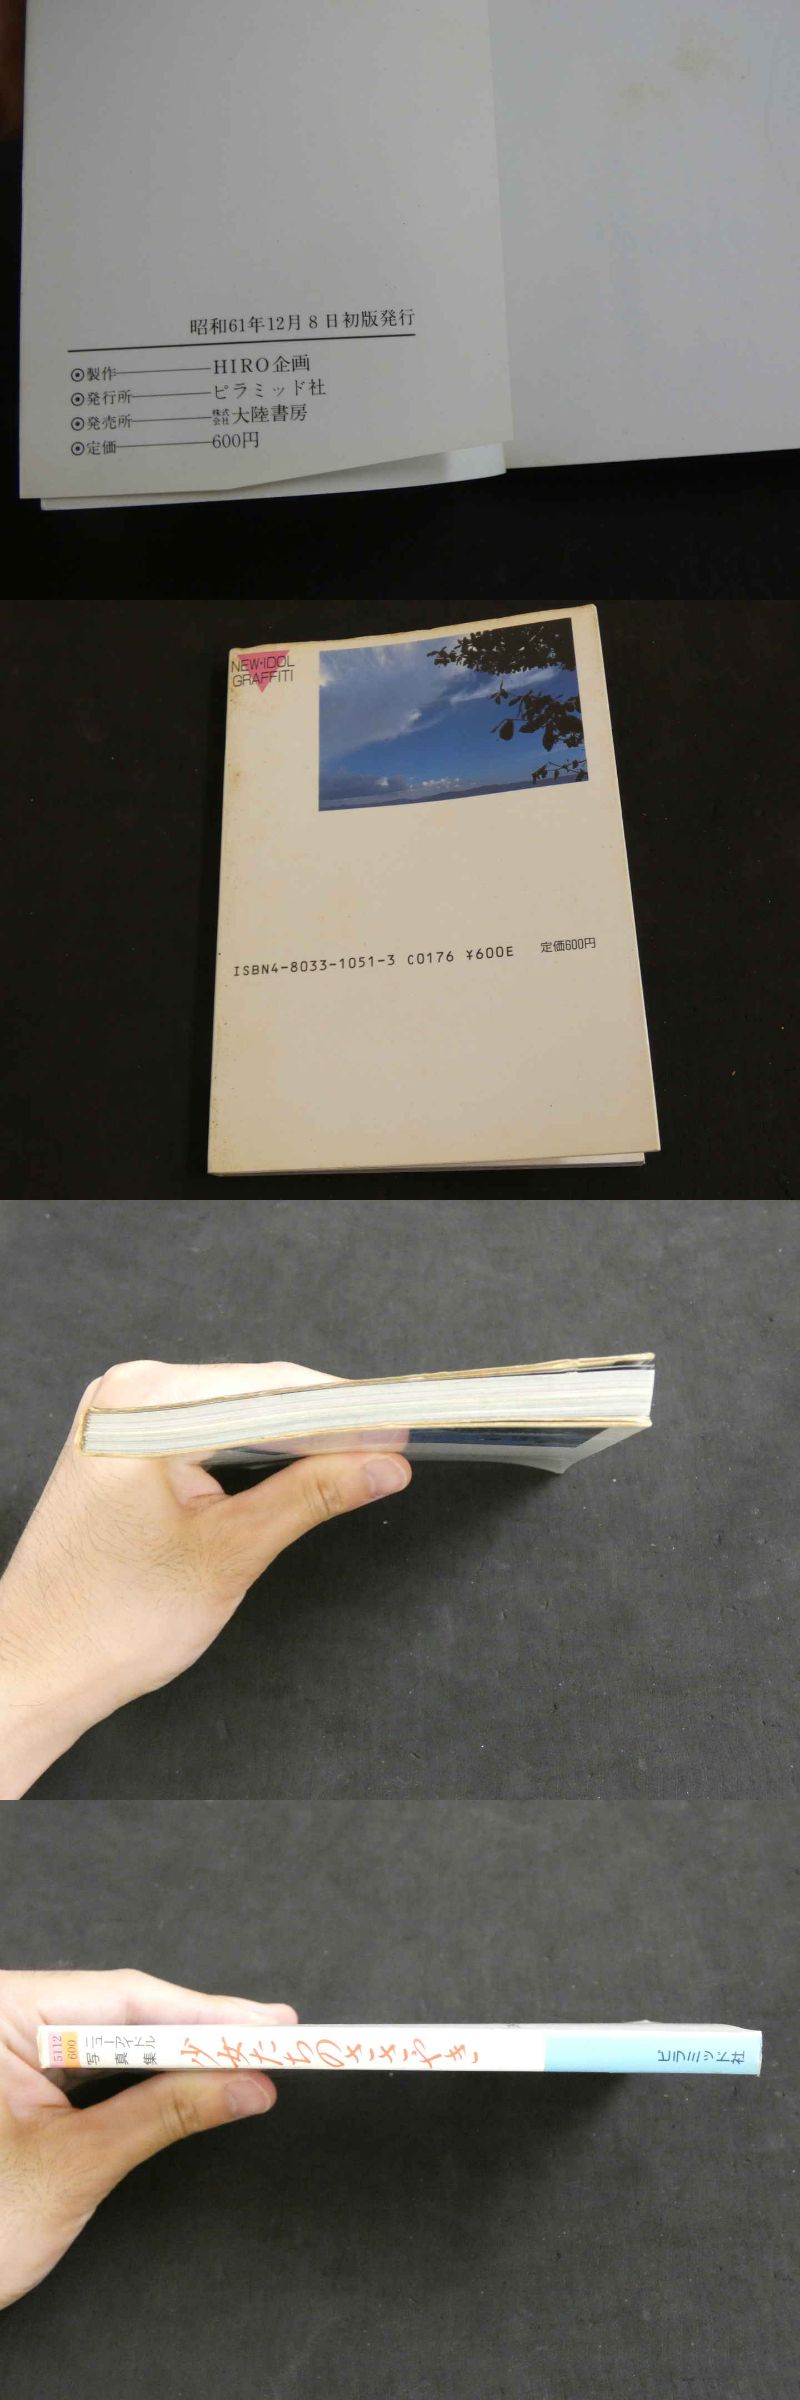 昭和61年12月8日初版発行
◉製作――――HIRO企画
◉発行所――――ピラミッド社
◉発売所――――株式会社大陸書房
◉定価――――600円
NEW・IDOL
GRAFFITI
ISBN4-8033-1051-3 C0176 ¥600E 定価600円
5112
600
ニューアイドル
写真集
少女たちのささやき
ピラミッド社